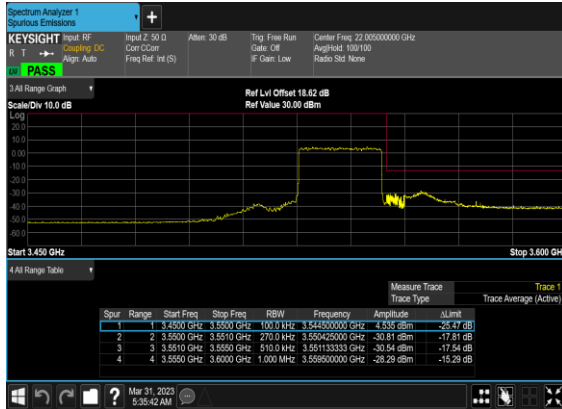 Spectrum Analyzer 1
Spurious Emissions
+
KEYSIGHT Input: RF Input Z: 50 Ω Atten: 30 dB Trig: Free Run Center Freq: 22.005000000 GHz
R T Coupling: DC Corr CCorr Gate: Off Avg|Hold: 100/100
Align: Auto Freq Ref: Int (S) IF Gain: Low Radio Std: None
PASS
3 All Range Graph
Ref Lvl Offset 18.62 dB
Scale/Div 10.0 dB Ref Value 30.00 dBm
Log
20.0
10.0
0.00
-10.0
-20.0
-30.0
-40.0
-50.0
-60.0
Start 3.450 GHz Stop 3.600 GHz
4 All Range Table
Measure Trace Trace 1
Trace Type Trace Average (Active)
Spur Range Start Freq Stop Freq RBW Frequency Amplitude ΔLimit
1 1 3.4500 GHz 3.5500 GHz 100.0 kHz 3.544500000 GHz 4.535 dBm -25.47 dB
2 2 3.5500 GHz 3.5510 GHz 270.0 kHz 3.550425000 GHz -30.81 dBm -17.81 dB
3 3 3.5510 GHz 3.5550 GHz 510.0 kHz 3.551133333 GHz -30.54 dBm -17.54 dB
4 4 3.5550 GHz 3.6000 GHz 1.000 MHz 3.559500000 GHz -28.29 dBm -15.29 dB
? Mar 31, 2023
5:35:42 AM